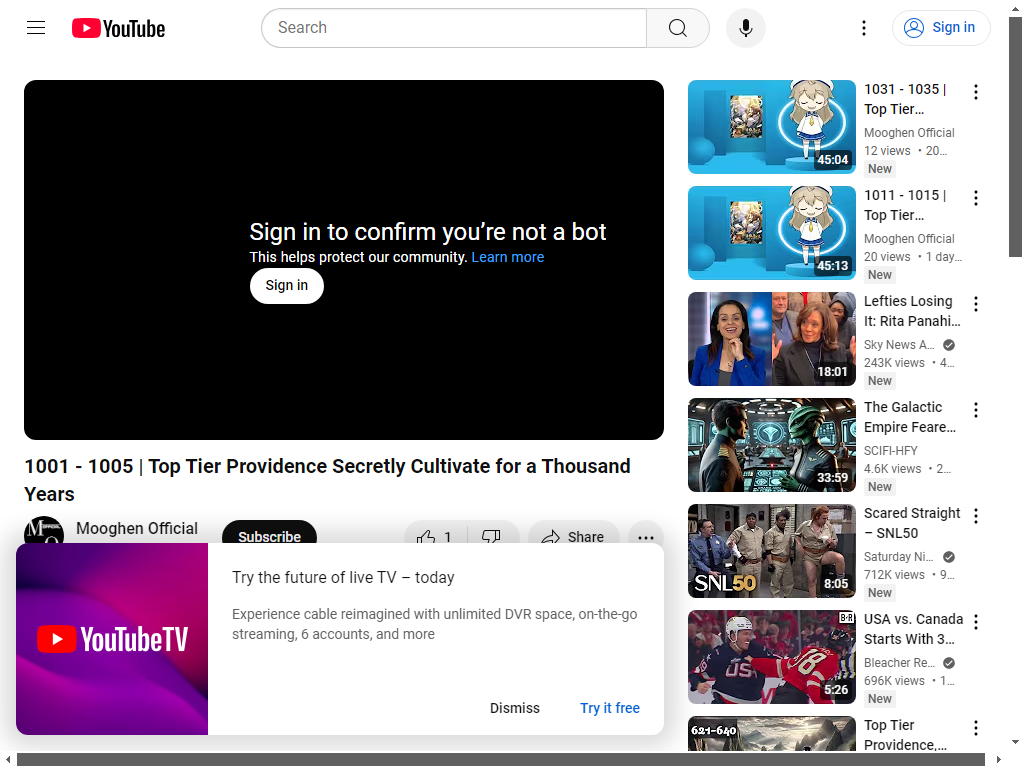 YouTube
Search
Sign in
Sign in to confirm you're not a bot
This helps protect our community. Learn more
Sign in
1001 - 1005 | Top Tier Providence Secretly Cultivate for a Thousand
Years
Mooghen Official
Subscribe
1
Share
YouTubeTV
Try the future of live TV – today
Experience cable reimagined with unlimited DVR space, on-the-go
streaming, 6 accounts, and more
Dismiss
Try it free
45:04
1031 - 1035 |
Top Tier…
Mooghen Official
12 views • 20…
New
45:13
1011 - 1015 |
Top Tier…
Mooghen Official
20 views • 1 day…
New
18:01
Lefties Losing
It: Rita Panahi…
Sky News A…
243K views • 4…
New
33:59
The Galactic
Empire Feare…
SCIFI-HFY
4.6K views • 2…
New
SNL50
8:05
Scared Straight
– SNL50
Saturday Ni…
712K views • 9…
New
B·R
5:26
USA vs. Canada
Starts With 3…
Bleacher Re…
696K views • 1…
New
621-640
Top Tier
Providence,…